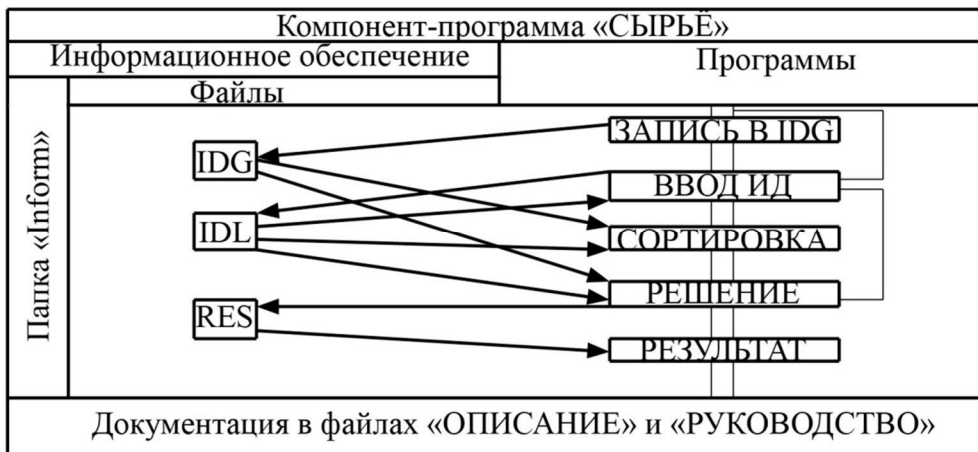 Компонент-программа «СЫРЬЁ»
Информационное обеспечение
Программы
Файлы
Папка «Inform»
IDG
IDL
RES
ЗАПИСЬ В IDG
ВВОД ИД
СОРТИРОВКА
РЕШЕНИЕ
РЕЗУЛЬТАТ
Документация в файлах «ОПИСАНИЕ» и «РУКОВОДСТВО»